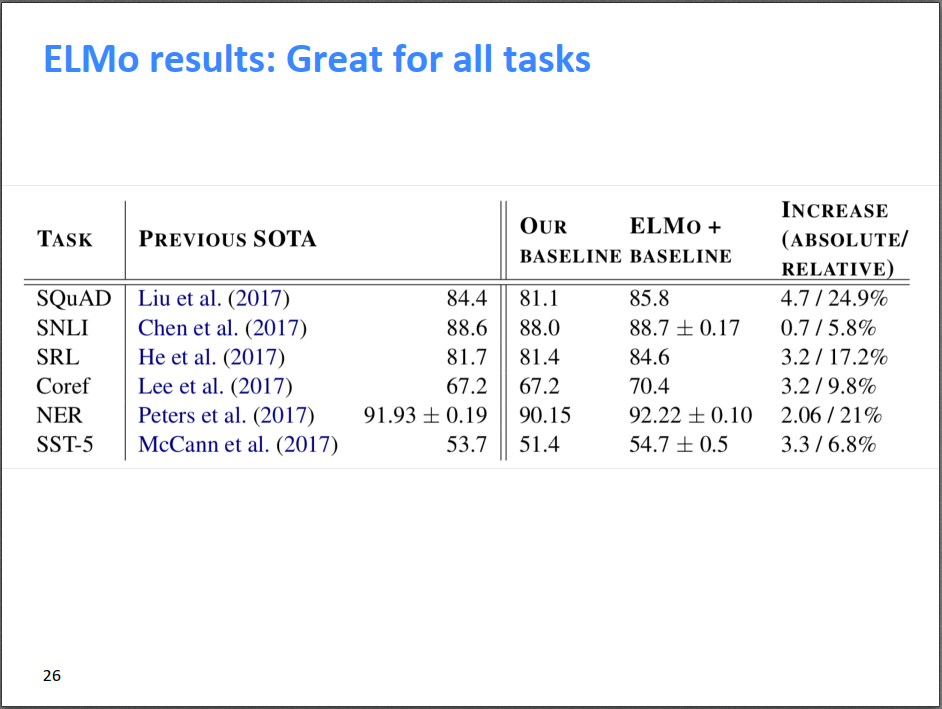 ELMo results: Great for all tasks
TASK PREVIOUS SOTA OUR BASELINE ELMO + BASELINE INCREASE (ABSOLUTE/ RELATIVE)
SQuAD Liu et al. (2017) 84.4 81.1 85.8 4.7 / 24.9%
SNLI Chen et al. (2017) 88.6 88.0 88.7 ± 0.17 0.7 / 5.8%
SRL He et al. (2017) 81.7 81.4 84.6 3.2 / 17.2%
Coref Lee et al. (2017) 67.2 67.2 70.4 3.2 / 9.8%
NER Peters et al. (2017) 91.93 ± 0.19 90.15 92.22 ± 0.10 2.06 / 21%
SST-5 McCann et al. (2017) 53.7 51.4 54.7 ± 0.5 3.3 / 6.8%
26